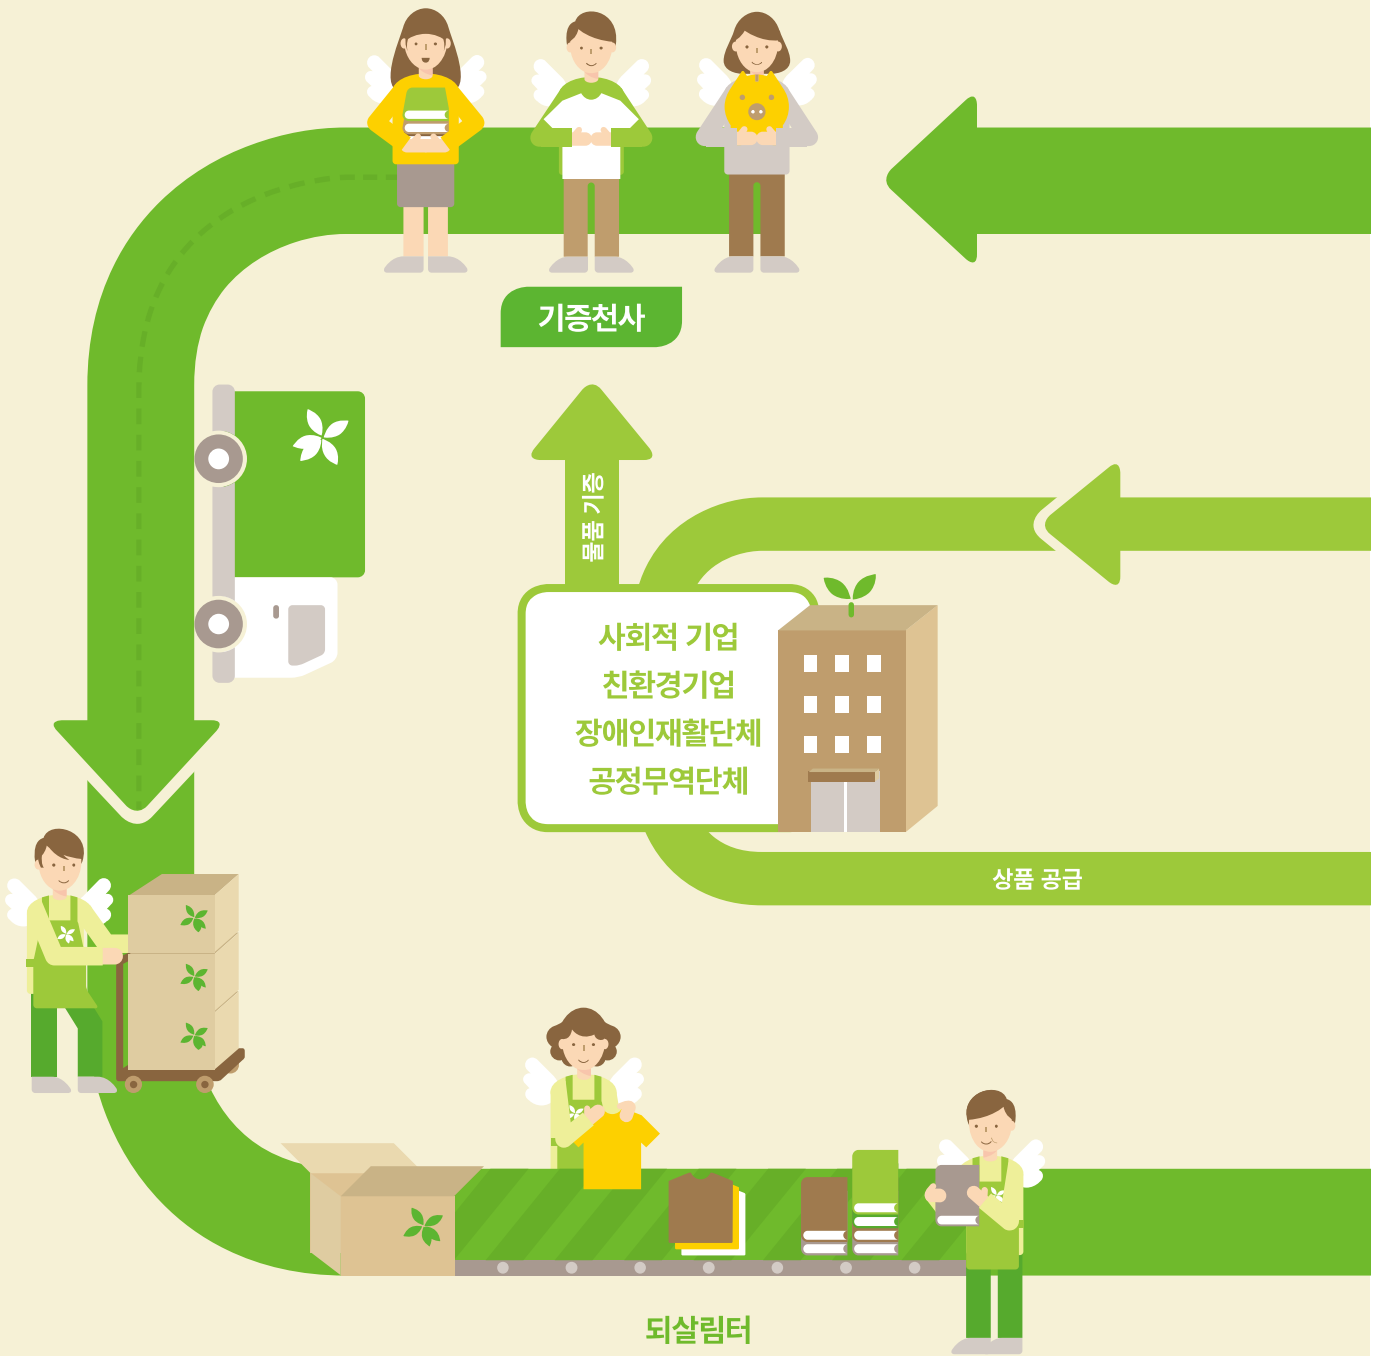 기증천사
물품 기증
사회적 기업
친환경기업
장애인재활단체
공정무역단체
상품 공급
되살림터